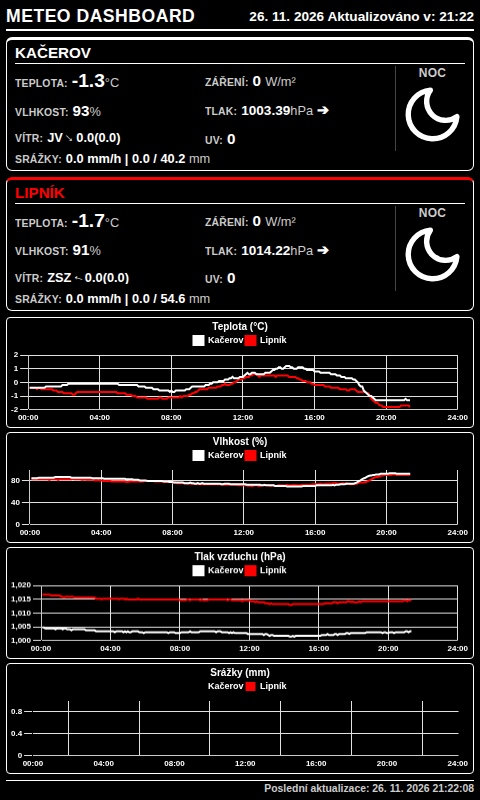 METEO DASHBOARD
26. 11. 2026 Aktualizováno v: 21:22
KAČEROV
TEPLOTA: -1.3°C
ZÁŘENÍ: 0 W/m²
NOC
VLHKOST: 93%
TLAK: 1003.39hPa ➔
VÍTR: JV → 0.0(0.0)
UV: 0
SRÁŽKY: 0.0 mm/h | 0.0 / 40.2 mm
LIPNÍK
TEPLOTA: -1.7°C
ZÁŘENÍ: 0 W/m²
NOC
VLHKOST: 91%
TLAK: 1014.22hPa ➔
VÍTR: ZSZ → 0.0(0.0)
UV: 0
SRÁŽKY: 0.0 mm/h | 0.0 / 54.6 mm
Teplota (°C)
Kačerov Lipník
2
1
0
-1
-2
00:00 04:00 08:00 12:00 16:00 20:00 24:00
Vlhkost (%)
Kačerov Lipník
80
40
0
00:00 04:00 08:00 12:00 16:00 20:00 24:00
Tlak vzduchu (hPa)
Kačerov Lipník
1,020
1,015
1,010
1,005
1,000
00:00 04:00 08:00 12:00 16:00 20:00 24:00
Srážky (mm)
Kačerov Lipník
0.8
0.4
0
00:00 04:00 08:00 12:00 16:00 20:00 24:00
Poslední aktualizace: 26. 11. 2026 21:22:08